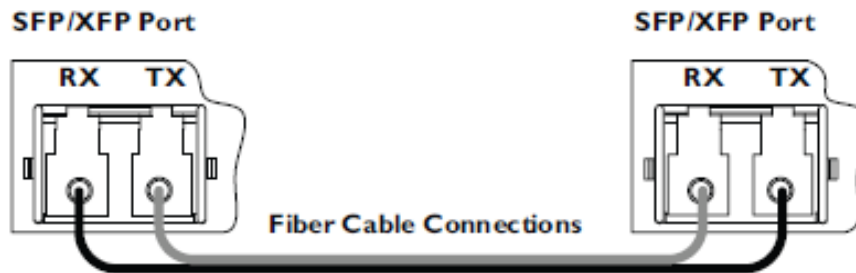 SFP/XFP Port SFP/XFP Port
RX TX RX TX
Fiber Cable Connections